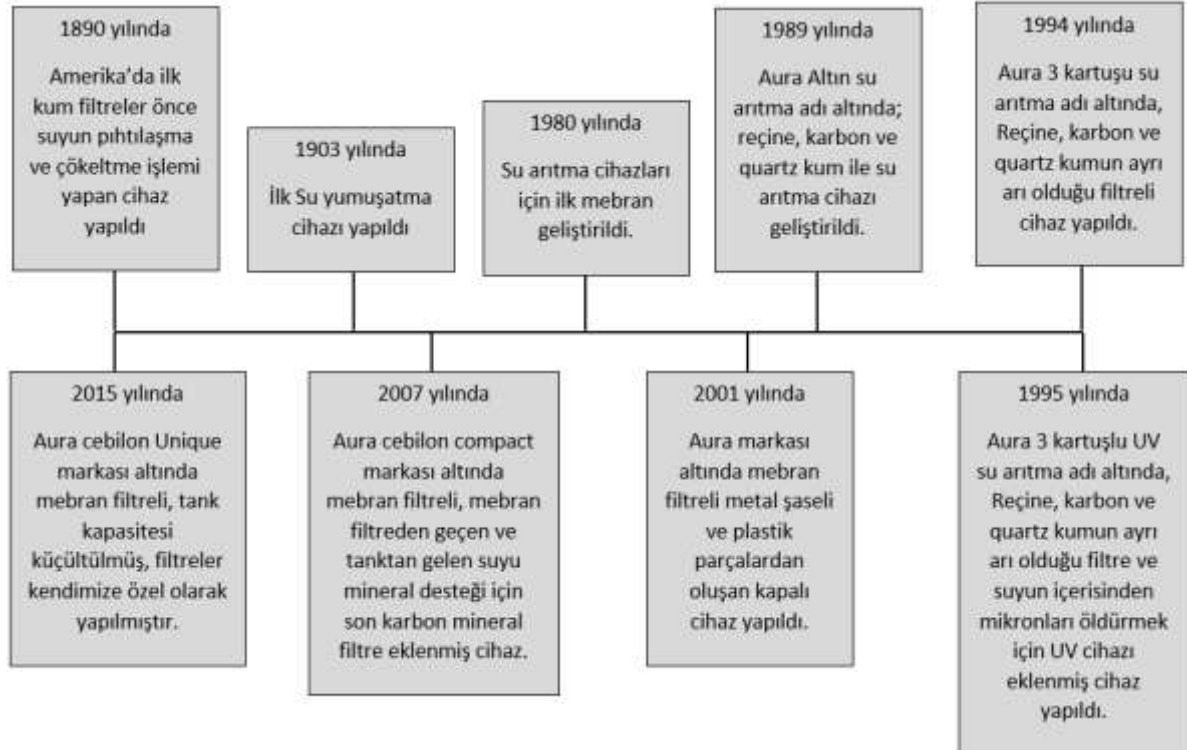 1890 yılında
Amerika'da ilk
kum filtreler önce
suyun pıhtılaşma
ve çökeltme işlemi
yapan cihaz
yapıldı
1903 yılında
İlk Su yumuşatma
cihazı yapıldı
1980 yılında
Su arıtma cihazları
için ilk mebran
geliştirildi.
1989 yılında
Aura Altın su
arıtma adı altında;
reçine, karbon ve
quartz kum ile su
arıtma cihazı
geliştirildi.
1994 yılında
Aura 3 kartuşu su
arıtma adı altında,
Reçine, karbon ve
quartz kumun ayrı
arı olduğu filtreli
cihaz yapıldı.
2015 yılında
Aura cebilon Unique
markası altında
mebran filtreli, tank
kapasitesi
küçültülmüş, filtreler
kendimize özel olarak
yapılmıştır.
2007 yılında
Aura cebilon compact
markası altında
mebran filtreli, mebran
filtreden geçen ve
tanktan gelen suyu
mineral desteği için
son karbon mineral
filtre eklenmiş cihaz.
2001 yılında
Aura markası
altında mebran
filtreli metal şaseli
ve plastik
parçalardan
oluşan kapalı
cihaz yapıldı.
1995 yılında
Aura 3 kartuşlu UV
su arıtma adı altında,
Reçine, karbon ve
quartz kumun ayrı
arı olduğu filtre ve
suyun içerisinden
mikronları öldürmek
için UV cihazı
eklenmiş cihaz
yapıldı.